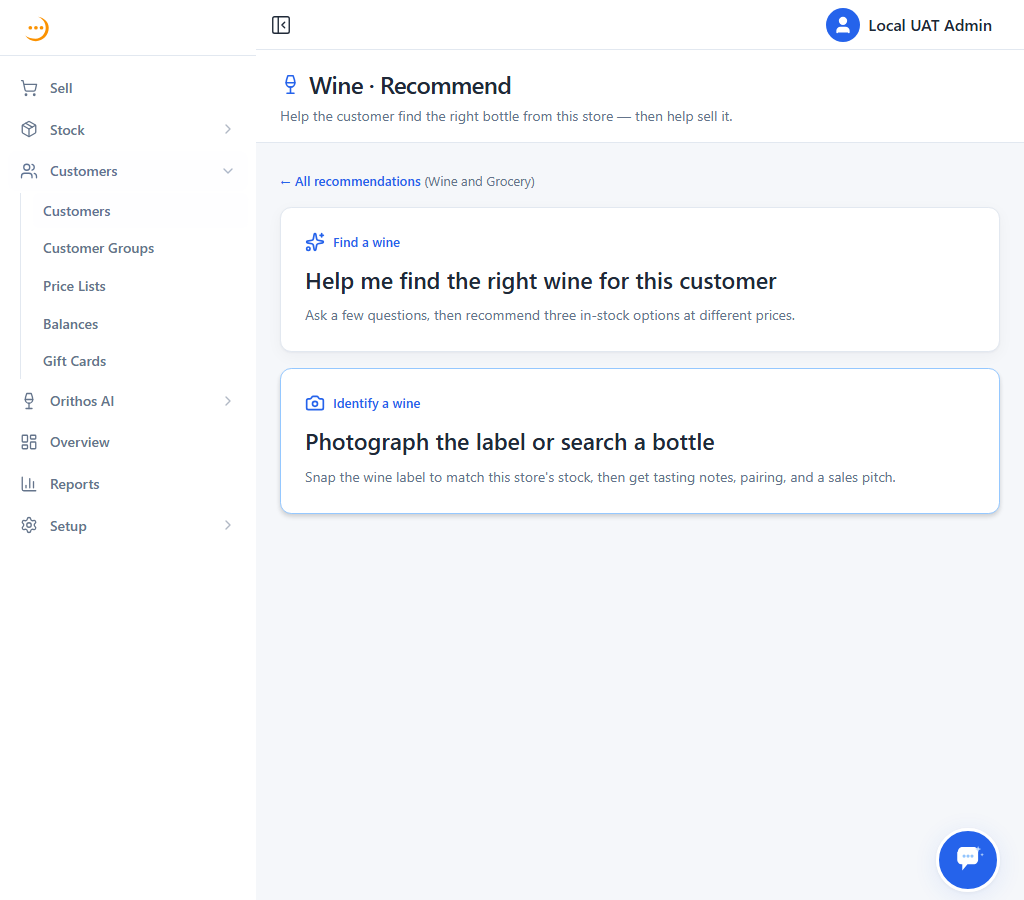 Local UAT Admin
Sell
Stock
Customers
Customers
Customer Groups
Price Lists
Balances
Gift Cards
Orithos AI
Overview
Reports
Setup
Wine · Recommend
Help the customer find the right bottle from this store — then help sell it.
← All recommendations (Wine and Grocery)
Find a wine
Help me find the right wine for this customer
Ask a few questions, then recommend three in-stock options at different prices.
Identify a wine
Photograph the label or search a bottle
Snap the wine label to match this store's stock, then get tasting notes, pairing, and a sales pitch.